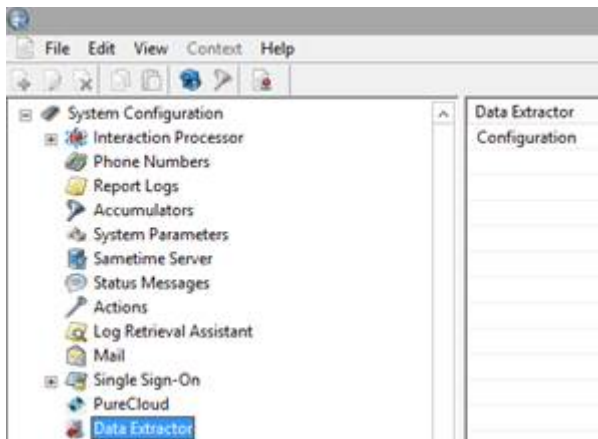 File Edit View Context Help
System Configuration
Interaction Processor
Phone Numbers
Report Logs
Accumulators
System Parameters
Sametime Server
Status Messages
Actions
Log Retrieval Assistant
Mail
Single Sign-On
PureCloud
Data Extractor
Data Extractor
Configuration